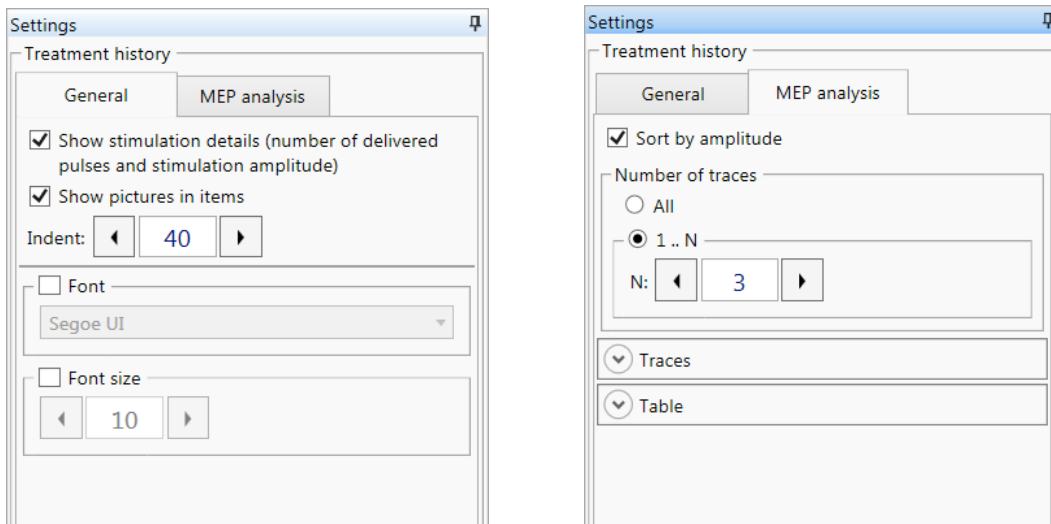 Settings
Treatment history
General
MEP analysis
Show stimulation details (number of delivered
pulses and stimulation amplitude)
Show pictures in items
Indent: 40
Font
Segoe UI
Font size
10
Settings
Treatment history
General
MEP analysis
Sort by amplitude
Number of traces
All
1 .. N
N: 3
Traces
Table